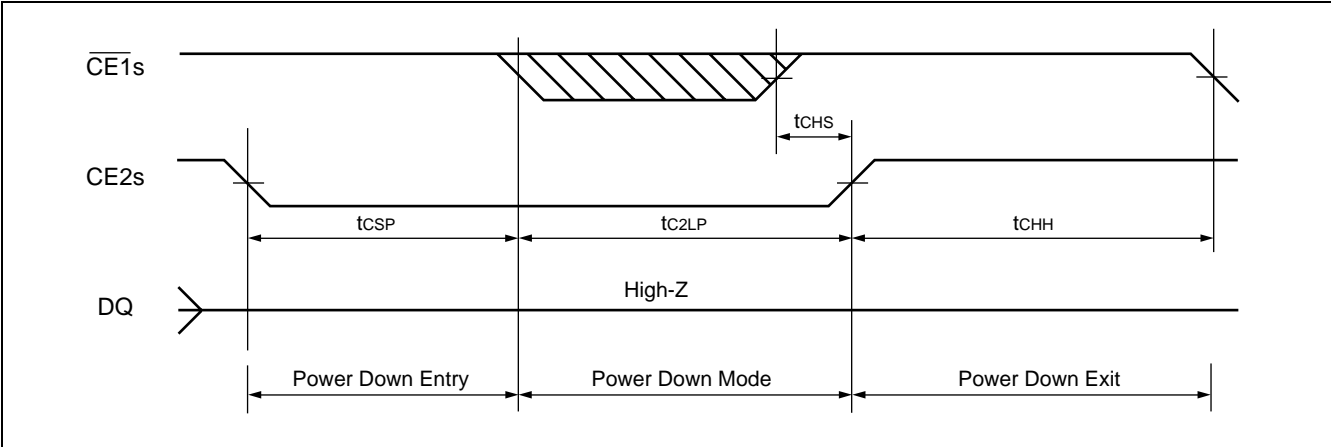 CE1s
tCHS
CE2s
tCSP tC2LP tCHH
High-Z
DQ
Power Down Entry Power Down Mode Power Down Exit